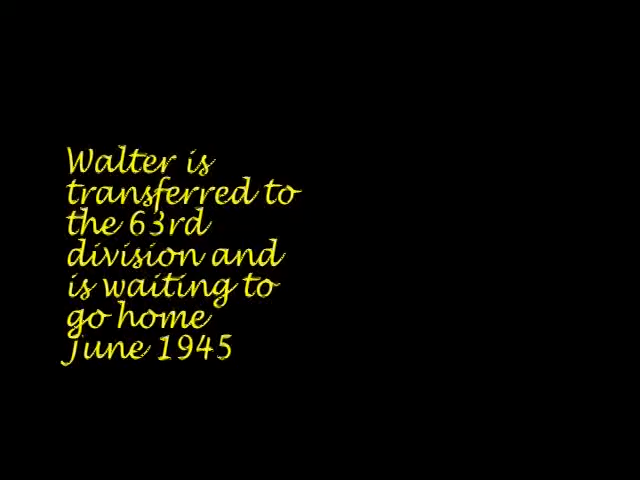 Walter is
transferred to
the 63rd
division and
is waiting to
go home
June 1945